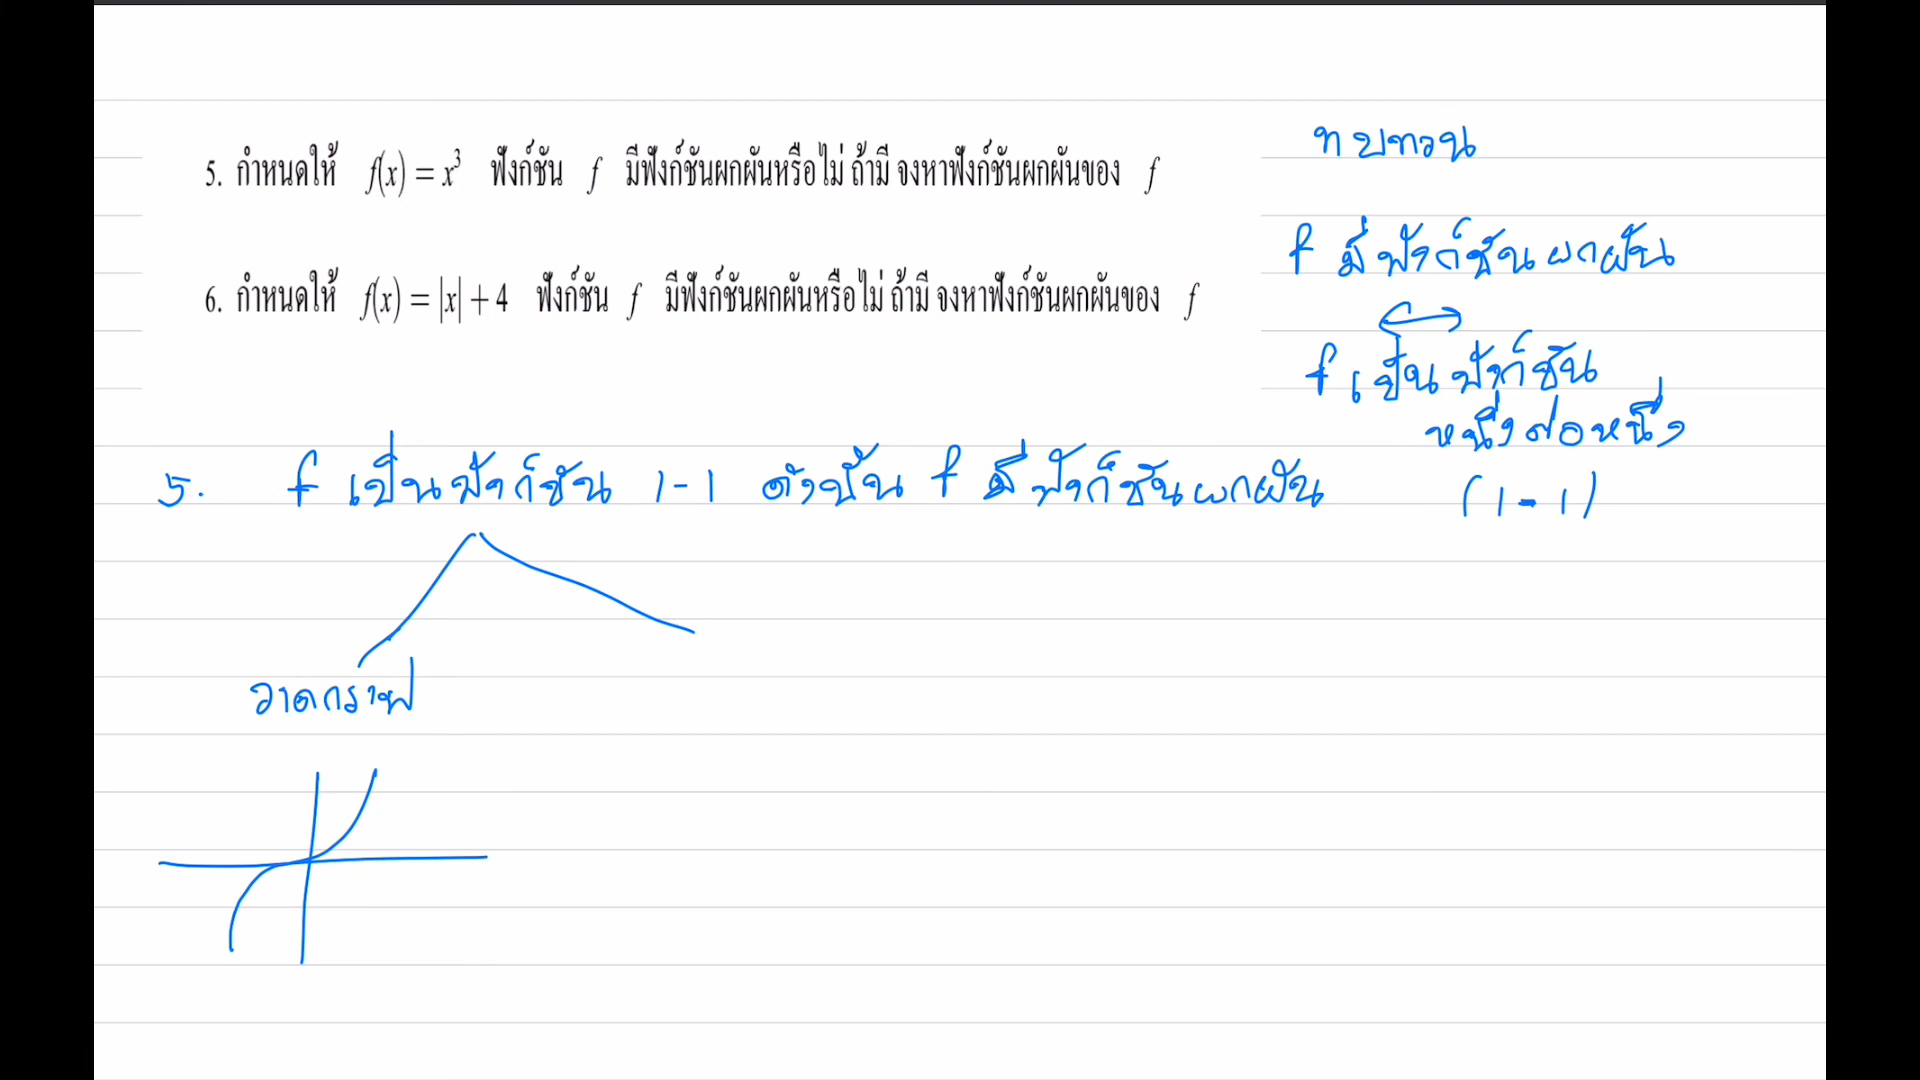 5. กำหนดให้ f(x) = x³ ฟังก์ชัน f มีฟังก์ชันผกผันหรือไม่ ถ้ามี จงหาฟังก์ชันผกผันของ f
6. กำหนดให้ f(x) = |x| + 4 ฟังก์ชัน f มีฟังก์ชันผกผันหรือไม่ ถ้ามี จงหาฟังก์ชันผกผันของ f
ทบทวน
f มีฟังก์ชันผกผัน
↔
f เป็นฟังก์ชัน
หนึ่งต่อหนึ่ง
(1-1)
5. f เป็นฟังก์ชัน 1-1 ดังนั้น f มีฟังก์ชันผกผัน
วาดกราฟ